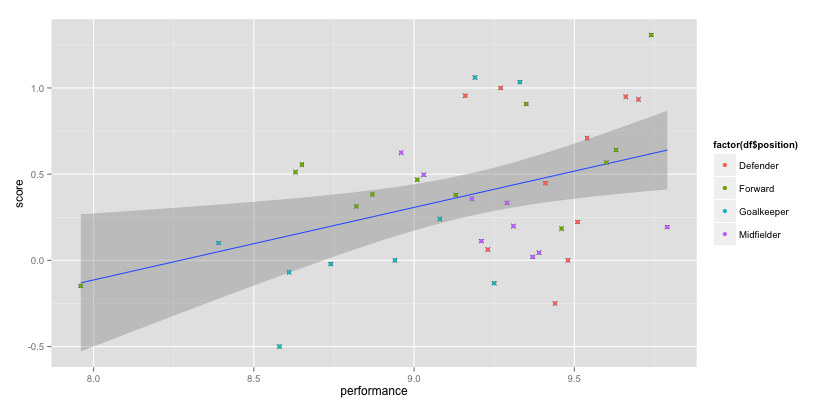 1.0
0.5
0.0
-0.5
score
8.0 8.5 9.0 9.5
performance
factor(df$position)
Defender
Forward
Goalkeeper
Midfielder